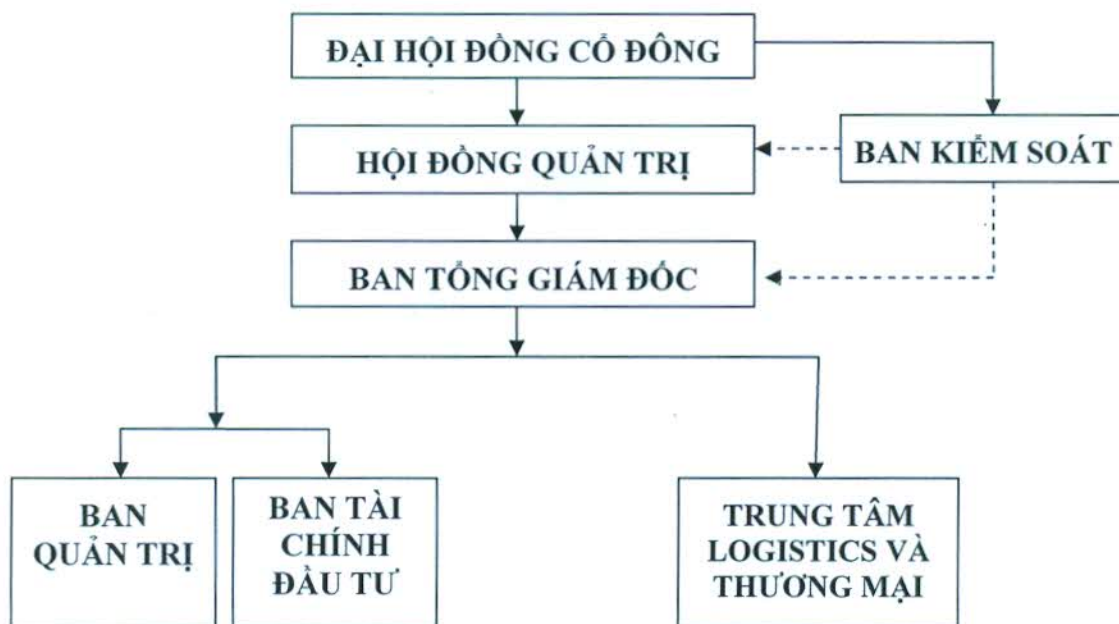 ĐẠI HỘI ĐỒNG CỔ ĐÔNG
HỘI ĐỒNG QUẢN TRỊ
BAN KIỂM SOÁT
BAN TỔNG GIÁM ĐỐC
BAN
QUẢN TRỊ
BAN TÀI
CHÍNH
ĐẦU TƯ
TRUNG TÂM
LOGISTICS VÀ
THƯƠNG MẠI